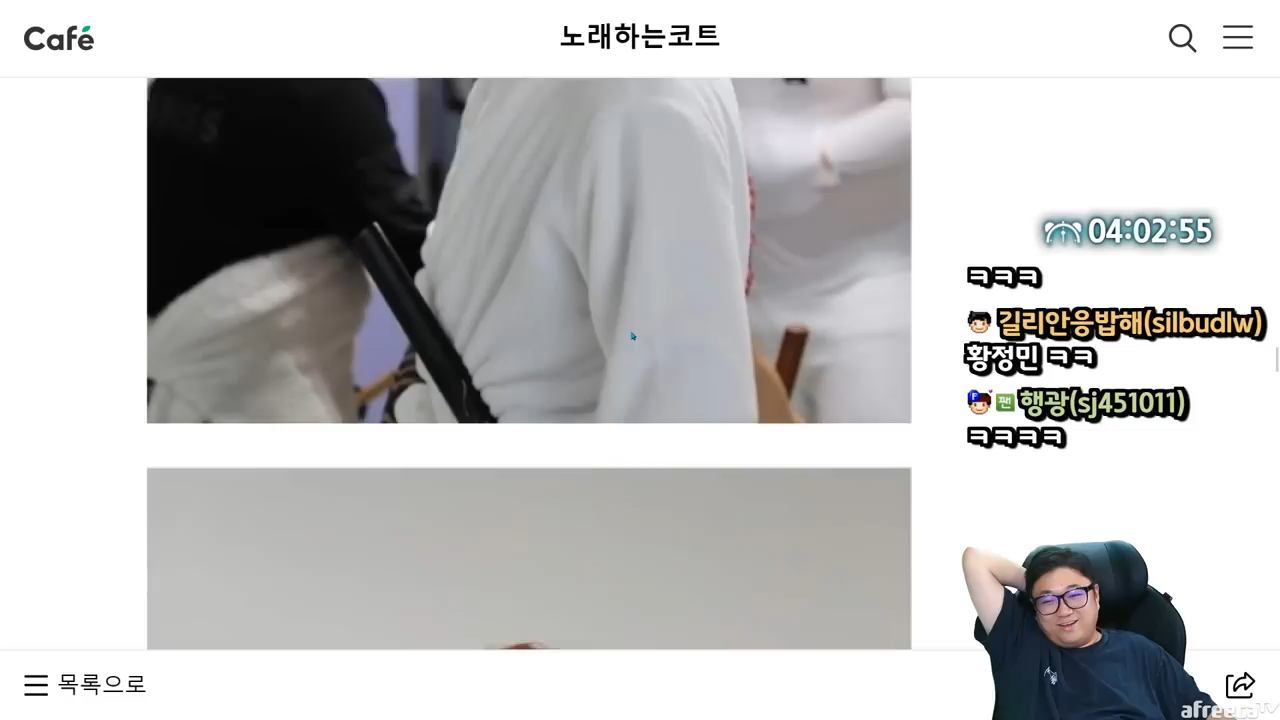 Café
노래하는코트
04:02:55
ㅋㅋㅋ
길리안응밥해(silbudlw)
황정민 ㅋㅋ
F 팬 행광(sj451011)
ㅋㅋㅋㅋ
목록으로
afreecaTV